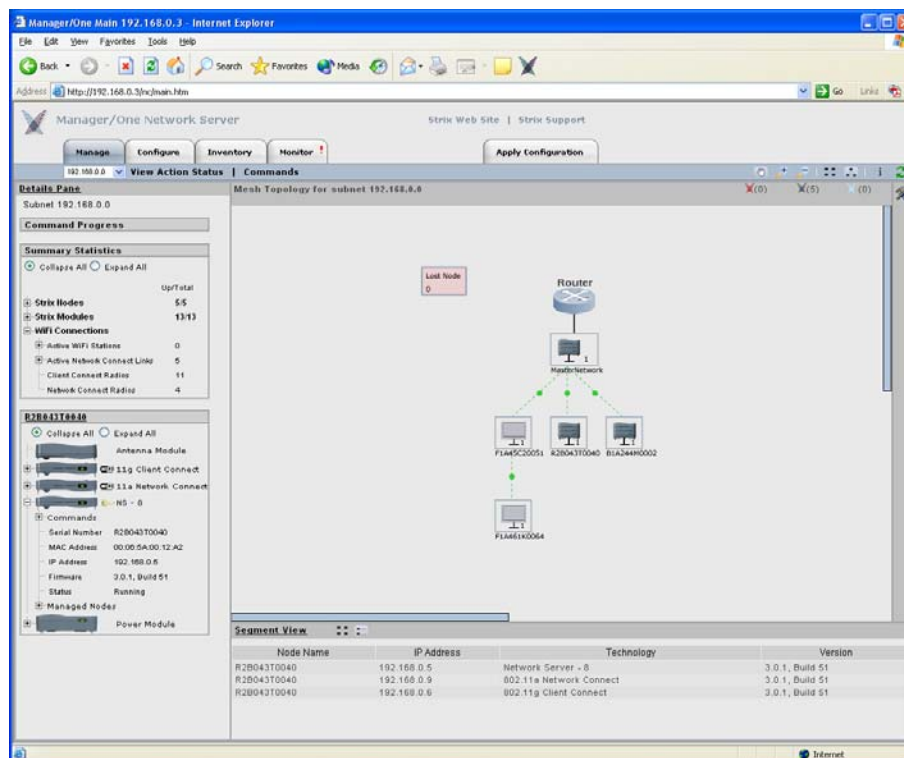 Manager/One Main 192.168.0.3 - Internet Explorer
File Edit View Favorites Tools Help
Back Search Favorites Media
Address http://192.168.0.3/nc/main.htm Go Links
Manager/One Network Server Strix Web Site | Strix Support
Manage Configure Inventory Monitor ! Apply Configuration
192.168.0.0 View Action Status | Commands
Details Pane
Subnet 192.168.0.0
Command Progress
Summary Statistics
Collapse All Expand All
Up/Total
Strix Nodes 5/5
Strix Modules 13/13
WiFi Connections
Active WiFi Stations 0
Active Network Connect Links 5
Client Connect Radios 11
Network Connect Radios 4
R2B043T0040
Collapse All Expand All
Antenna Module
11g Client Connect
11a Network Connect
NS - 8
Commands
Serial Number R2B043T0040
MAC Address 00:06:5A:00:12:A2
IP Address 192.168.0.5
Firmware 3.0.1, Build 51
Status Running
Managed Nodes
Power Module
Mesh Topology for subnet 192.168.0.0 (0) (5) (0)
Lost Node
0
Router
1
MasterNetwork
1 1 1
F1A45C20051 R2B043T0040 B1A244M0002
1
F1A461K0064
Segment View
Node Name IP Address Technology Version
R2B043T0040 192.168.0.5 Network Server - 8 3.0.1, Build 51
R2B043T0040 192.168.0.9 802.11a Network Connect 3.0.1, Build 51
R2B043T0040 192.168.0.6 802.11g Client Connect 3.0.1, Build 51
Internet